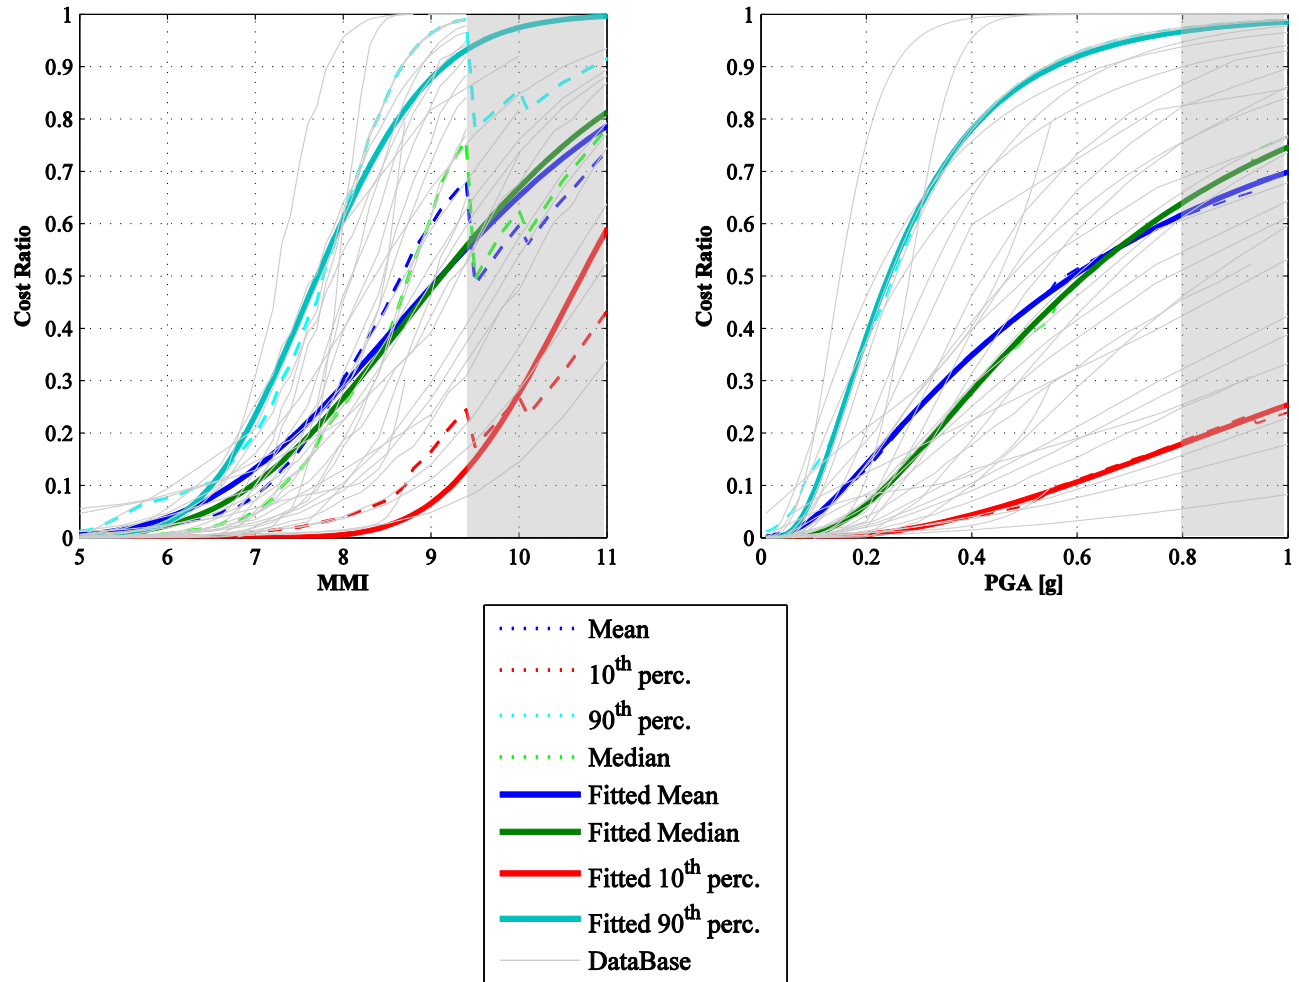 1
0.9
0.8
0.7
0.6
0.5
0.4
0.3
0.2
0.1
0
Cost Ratio
5 6 7 8 9 10 11
MMI
1
0.9
0.8
0.7
0.6
0.5
0.4
0.3
0.2
0.1
0
Cost Ratio
0 0.2 0.4 0.6 0.8 1
PGA [g]
Mean
10th perc.
90th perc.
Median
Fitted Mean
Fitted Median
Fitted 10th perc.
Fitted 90th perc.
DataBase